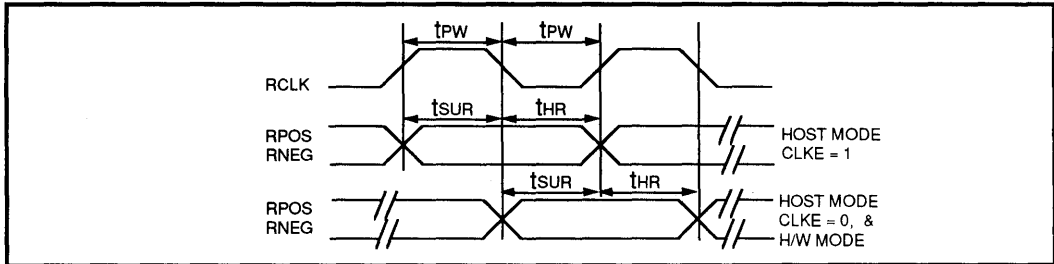 tPW tPW
RCLK
tSUR tHR
RPOS
RNEG
HOST MODE
CLKE = 1
tSUR tHR
RPOS
RNEG
HOST MODE
CLKE = 0, &
H/W MODE